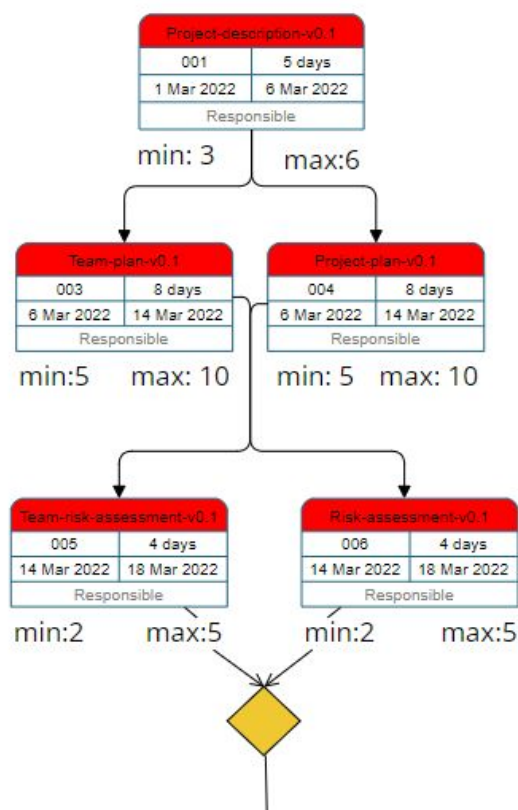 Project-description-v0.1
001 5 days
1 Mar 2022 6 Mar 2022
Responsible
min: 3 max:6
Team-plan-v0.1
003 8 days
6 Mar 2022 14 Mar 2022
Responsible
min:5 max: 10
Project-plan-v0.1
004 8 days
6 Mar 2022 14 Mar 2022
Responsible
min: 5 max: 10
Team-risk-assessment-v0.1
005 4 days
14 Mar 2022 18 Mar 2022
Responsible
min:2 max:5
Risk-assessment-v0.1
006 4 days
14 Mar 2022 18 Mar 2022
Responsible
min:2 max:5